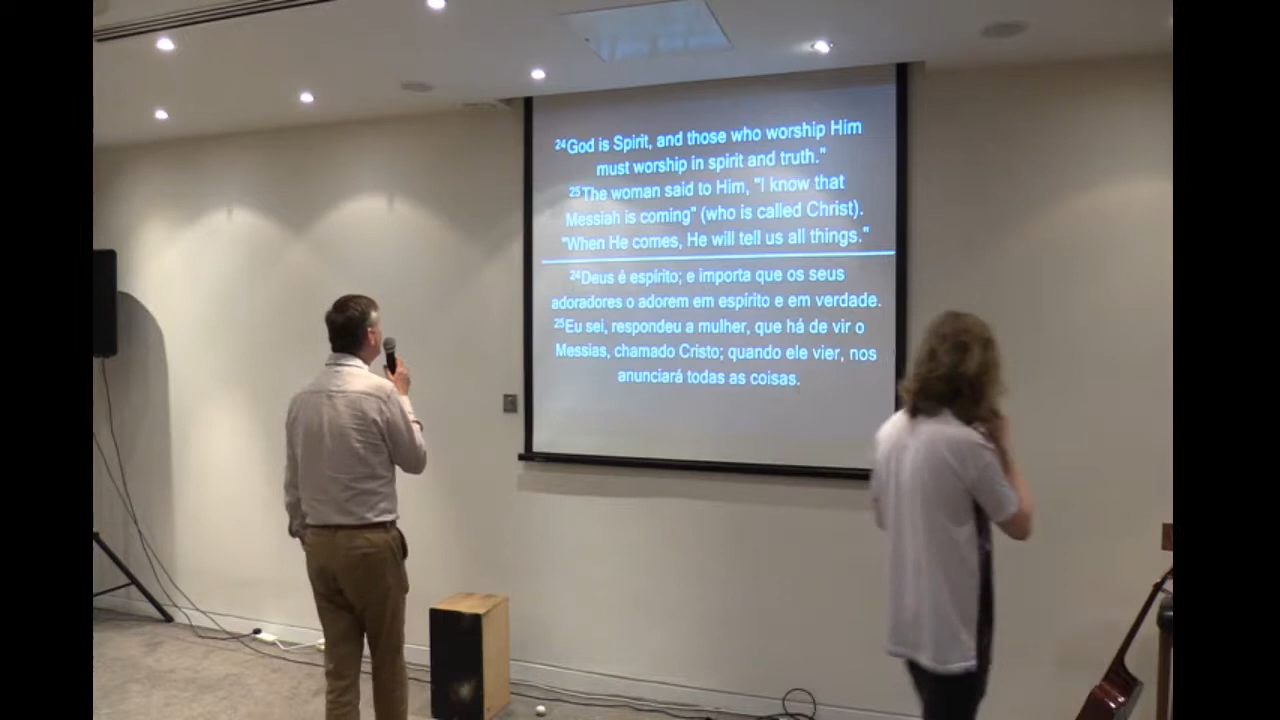 ²⁴God is Spirit, and those who worship Him
must worship in spirit and truth."
²⁵The woman said to Him, "I know that
Messiah is coming" (who is called Christ).
"When He comes, He will tell us all things."
²⁴Deus é espírito; e importa que os seus
adoradores o adorem em espírito e em verdade.
²⁵Eu sei, respondeu a mulher, que há de vir o
Messias, chamado Cristo; quando ele vier, nos
anunciará todas as coisas.